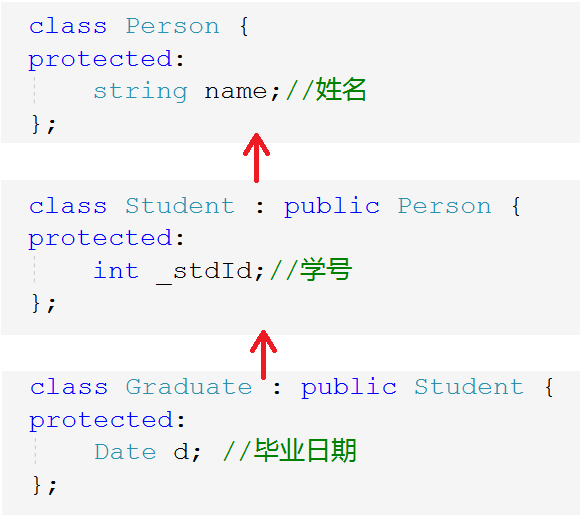 class Person {
protected:
    string name;//姓名
};
class Student : public Person {
protected:
    int _stdId;//学号
};
class Graduate : public Student {
protected:
    Date d; //毕业日期
};